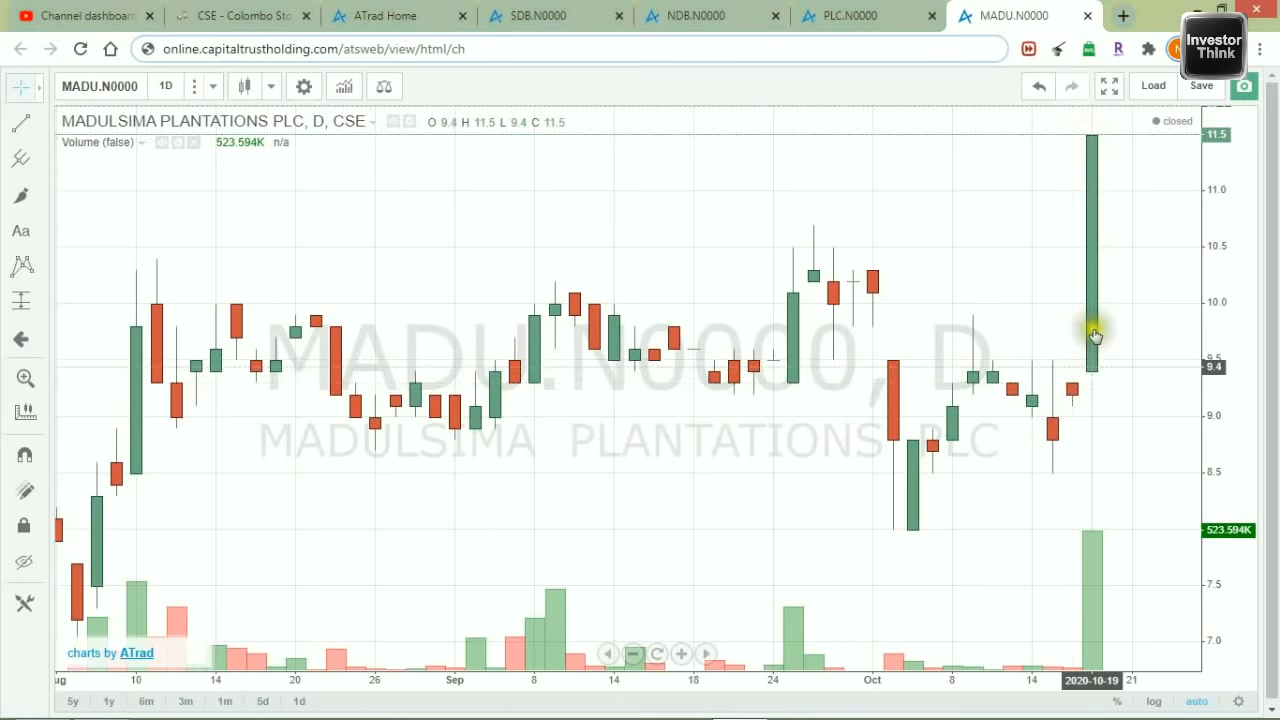 Channel dashboard
CSE - Colombo Sto
ATrad Home
SDB.N0000
NDB.N0000
PLC.N0000
MADU.N0000
online.capitaltrustholding.com/atsweb/view/html/ch
Investor
Think
MADU.N0000
1D
Load
Save
MADULSIMA PLANTATIONS PLC, D, CSE
O 9.4 H 11.5 L 9.4 C 11.5
closed
Volume (false)
523.594K n/a
11.5
11.0
10.5
10.0
9.5
9.4
9.0
8.5
523.594K
7.5
7.0
MADU.N0000, D
MADULSIMA PLANTATIONS PLC
Aa
charts by ATrad
10
14
20
26
Sep
8
14
18
24
Oct
8
14
2020-10-19
21
5y
1y
6m
3m
1m
5d
1d
%
log
auto